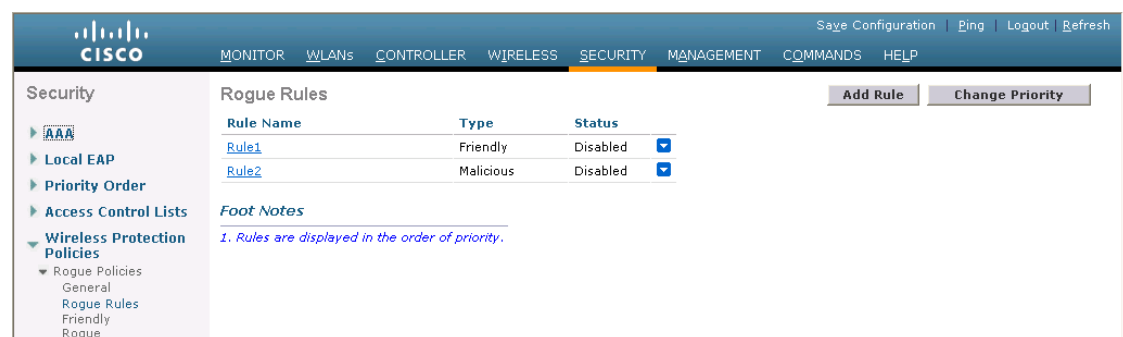 Save Configuration | Ping | Logout | Refresh
CISCO
MONITOR WLANs CONTROLLER WIRELESS SECURITY MANAGEMENT COMMANDS HELP
Security
AAA
Local EAP
Priority Order
Access Control Lists
Wireless Protection
Policies
Rogue Policies
General
Rogue Rules
Friendly
Rogue
Rogue Rules
Add Rule Change Priority
Rule Name Type Status
Rule1 Friendly Disabled
Rule2 Malicious Disabled
Foot Notes
1. Rules are displayed in the order of priority.